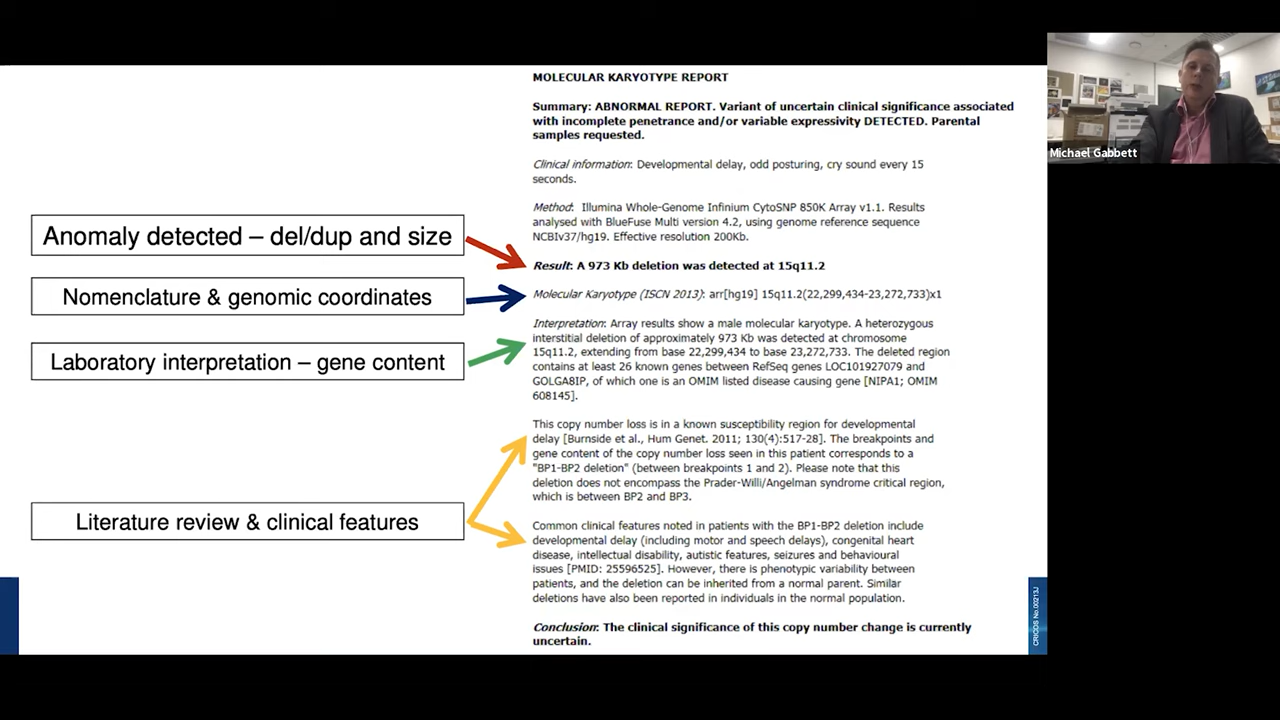 MOLECULAR KARYOTYPE REPORT
Summary: ABNORMAL REPORT. Variant of uncertain clinical significance associated
with incomplete penetrance and/or variable expressivity DETECTED. Parental
samples requested.
Clinical information: Developmental delay, odd posturing, cry sound every 15
seconds.
Method: Illumina Whole-Genome Infinium CytoSNP 850K Array v1.1. Results
analysed with BlueFuse Multi version 4.2, using genome reference sequence
NCBIv37/hg19. Effective resolution 200Kb.
Anomaly detected – del/dup and size
Result: A 973 Kb deletion was detected at 15q11.2
Nomenclature & genomic coordinates
Molecular Karyotype (ISCN 2013): arr[hg19] 15q11.2(22,299,434-23,272,733)x1
Laboratory interpretation – gene content
Interpretation: Array results show a male molecular karyotype. A heterozygous
interstitial deletion of approximately 973 Kb was detected at chromosome
15q11.2, extending from base 22,299,434 to base 23,272,733. The deleted region
contains at least 26 known genes between RefSeq genes LOC101927079 and
GOLGA8IP, of which one is an OMIM listed disease causing gene [NIPA1; OMIM
608145].
Literature review & clinical features
This copy number loss is in a known susceptibility region for developmental
delay [Burnside et al., Hum Genet. 2011; 130(4):517-28]. The breakpoints and
gene content of the copy number loss seen in this patient corresponds to a
"BP1-BP2 deletion" (between breakpoints 1 and 2). Please note that this
deletion does not encompass the Prader-Willi/Angelman syndrome critical region,
which is between BP2 and BP3.
Common clinical features noted in patients with the BP1-BP2 deletion include
developmental delay (including motor and speech delays), congenital heart
disease, intellectual disability, autistic features, seizures and behavioural
issues [PMID: 25596525]. However, there is phenotypic variability between
patients, and the deletion can be inherited from a normal parent. Similar
deletions have also been reported in individuals in the normal population.
Conclusion: The clinical significance of this copy number change is currently
uncertain.
CRICOS No.00213J
Michael Gabbett